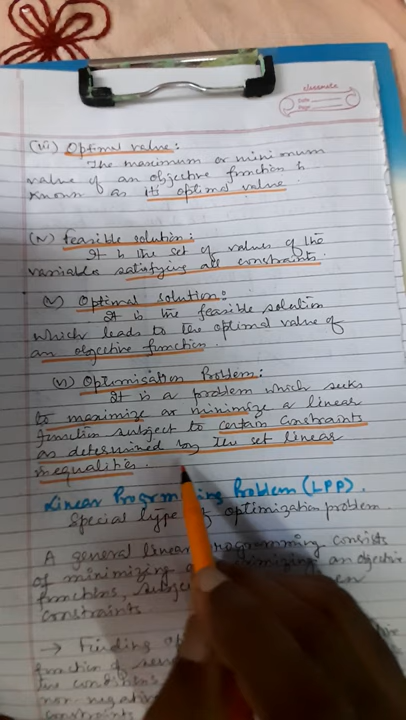 classmate
Date
Page
(iii) Optimal value:
The maximum or minimum
value of an objective function is
known as its optimal value.
(iv) feasible solution:
It is the set of values of the
variables satisfying all constraints.
(v) Optimal solution:
It is the feasible solution
which leads to the optimal value of
an objective function.
(vi) Optimisation Problem:
It is a problem which seeks
to maximize or minimize a linear
function subject to certain constraints
as determined by the set linear
inequalities.
Linear Programming Problem (LPP).
Special type of optimization problem.
A general linear programming consists
of minimizing or maximizing an objective
functions, subject
constraints
→ Finding
function of
the conditions
non-negative
constraints